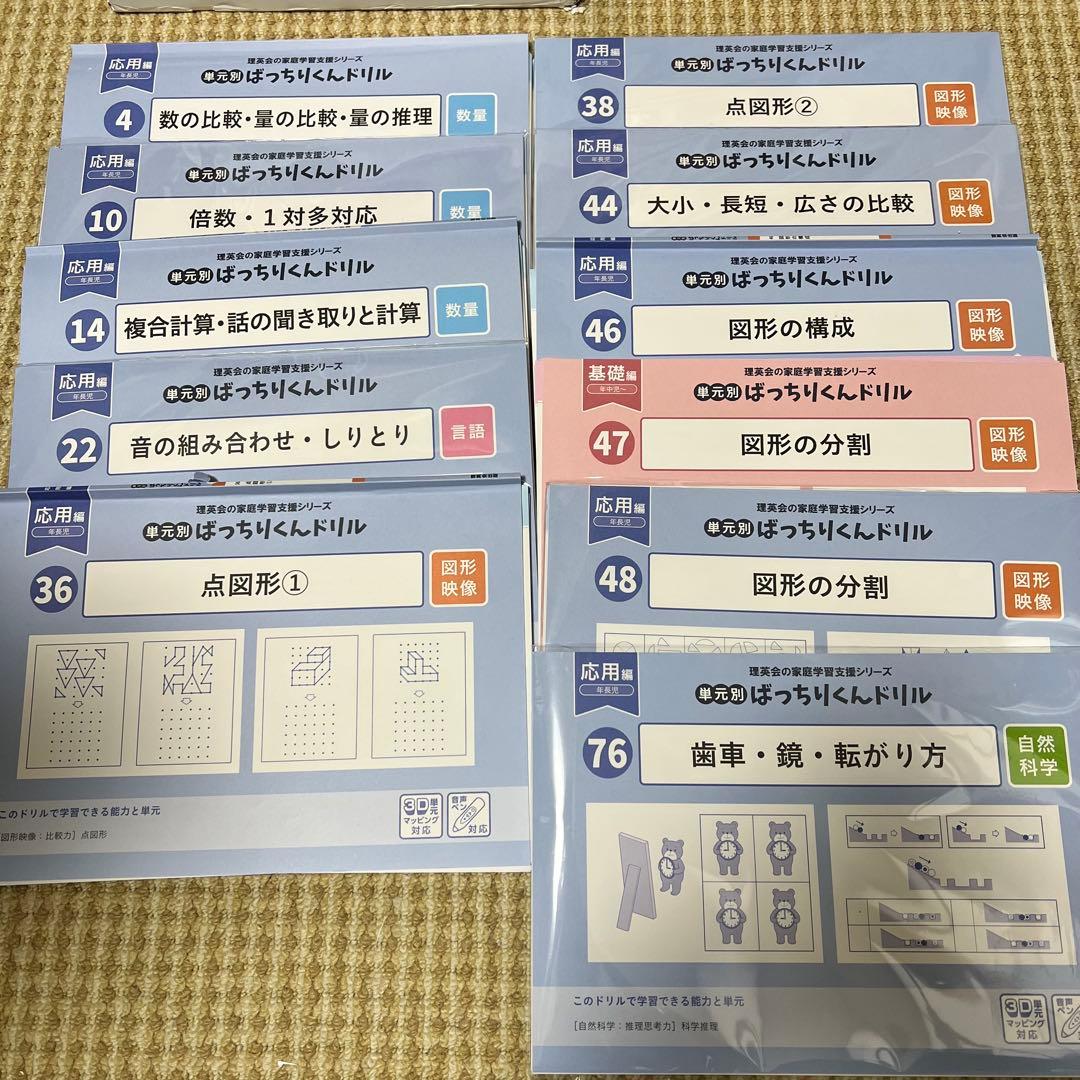 応用編
年長児
理英会の家庭学習支援シリーズ
単元別 ばっちりくんドリル
4 数の比較・量の比較・量の推理 数量
応用編
年長児
理英会の家庭学習支援シリーズ
単元別 ばっちりくんドリル
10 倍数・1対多対応 数量
応用編
年長児
理英会の家庭学習支援シリーズ
単元別 ばっちりくんドリル
14 複合計算・話の聞き取りと計算 数量
応用編
年長児
理英会の家庭学習支援シリーズ
単元別 ばっちりくんドリル
22 音の組み合わせ・しりとり 言語
応用編
年長児
理英会の家庭学習支援シリーズ
単元別 ばっちりくんドリル
36 点図形① 図形
映像
このドリルで学習できる能力と単元
[図形映像:比較力] 点図形
3D単元
マッピング
対応
音声
ペン
対応
応用編
年長児
理英会の家庭学習支援シリーズ
単元別 ばっちりくんドリル
38 点図形② 図形
映像
応用編
年長児
理英会の家庭学習支援シリーズ
単元別 ばっちりくんドリル
44 大小・長短・広さの比較 図形
映像
応用編
年長児
理英会の家庭学習支援シリーズ
単元別 ばっちりくんドリル
46 図形の構成 図形
映像
基礎編
年中児〜
理英会の家庭学習支援シリーズ
単元別 ばっちりくんドリル
47 図形の分割 図形
映像
応用編
年長児
理英会の家庭学習支援シリーズ
単元別 ばっちりくんドリル
48 図形の分割 図形
映像
応用編
年長児
理英会の家庭学習支援シリーズ
単元別 ばっちりくんドリル
76 歯車・鏡・転がり方 自然
科学
このドリルで学習できる能力と単元
[自然科学:推理思考力] 科学推理
3D単元
マッピング
対応
音声
ペン